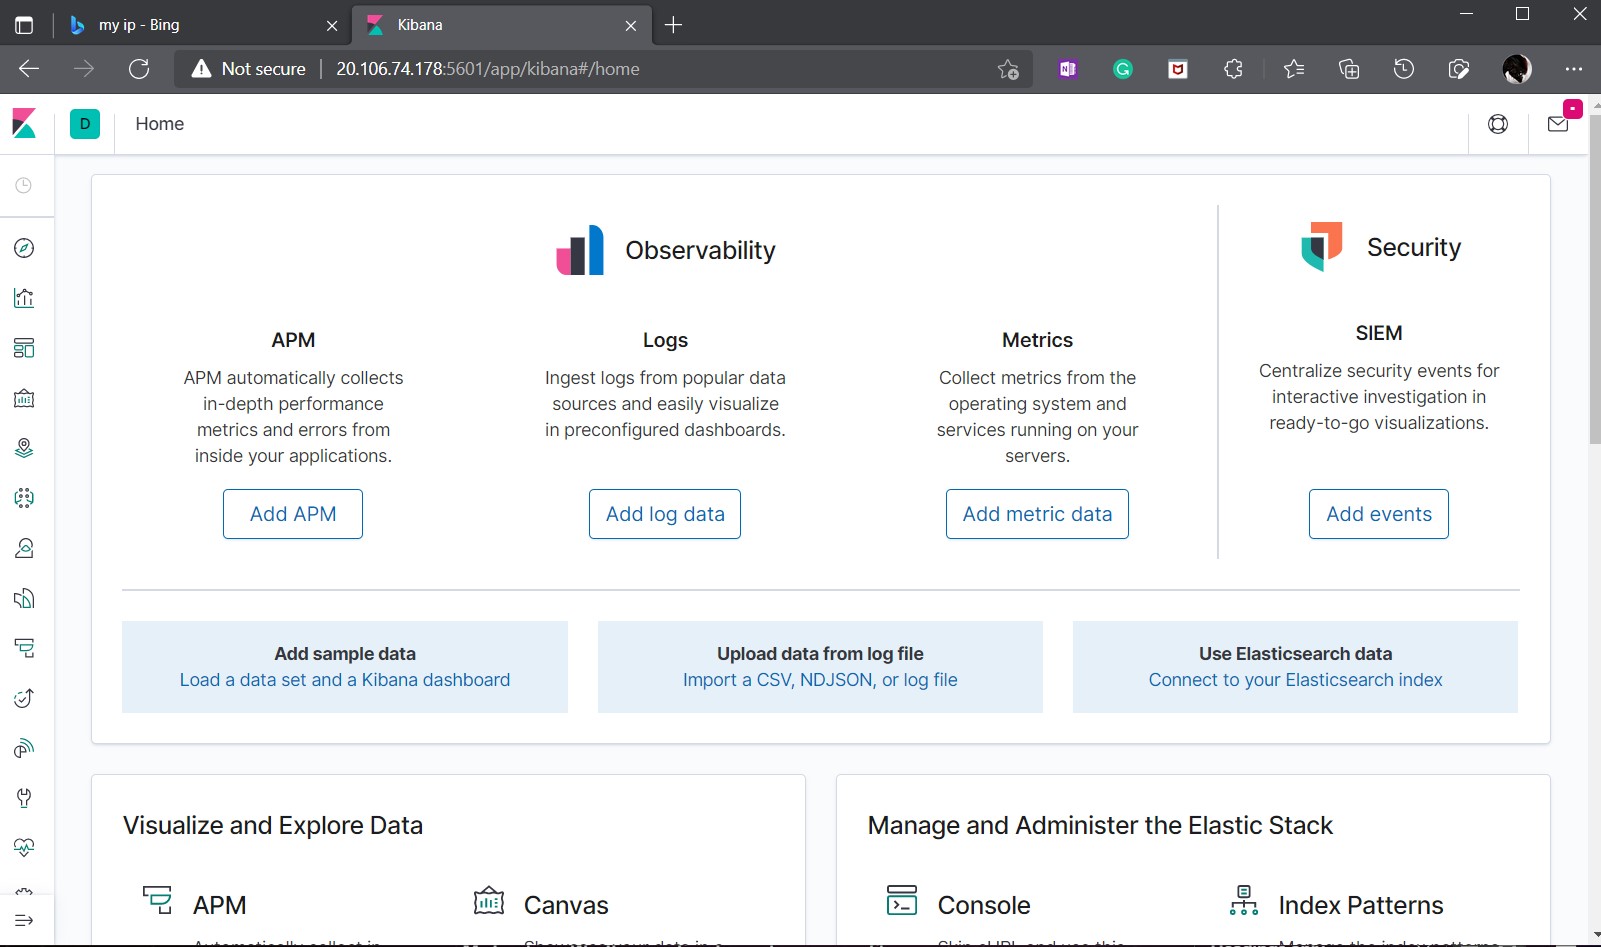 my ip - Bing
Kibana
Not secure
20.106.74.178:5601/app/kibana#/home
D
Home
Observability
Security
APM
APM automatically collects
in-depth performance
metrics and errors from
inside your applications.
Add APM
Logs
Ingest logs from popular data
sources and easily visualize
in preconfigured dashboards.
Add log data
Metrics
Collect metrics from the
operating system and
services running on your
servers.
Add metric data
SIEM
Centralize security events for
interactive investigation in
ready-to-go visualizations.
Add events
Add sample data
Load a data set and a Kibana dashboard
Upload data from log file
Import a CSV, NDJSON, or log file
Use Elasticsearch data
Connect to your Elasticsearch index
Visualize and Explore Data
APM
Canvas
Manage and Administer the Elastic Stack
Console
Index Patterns